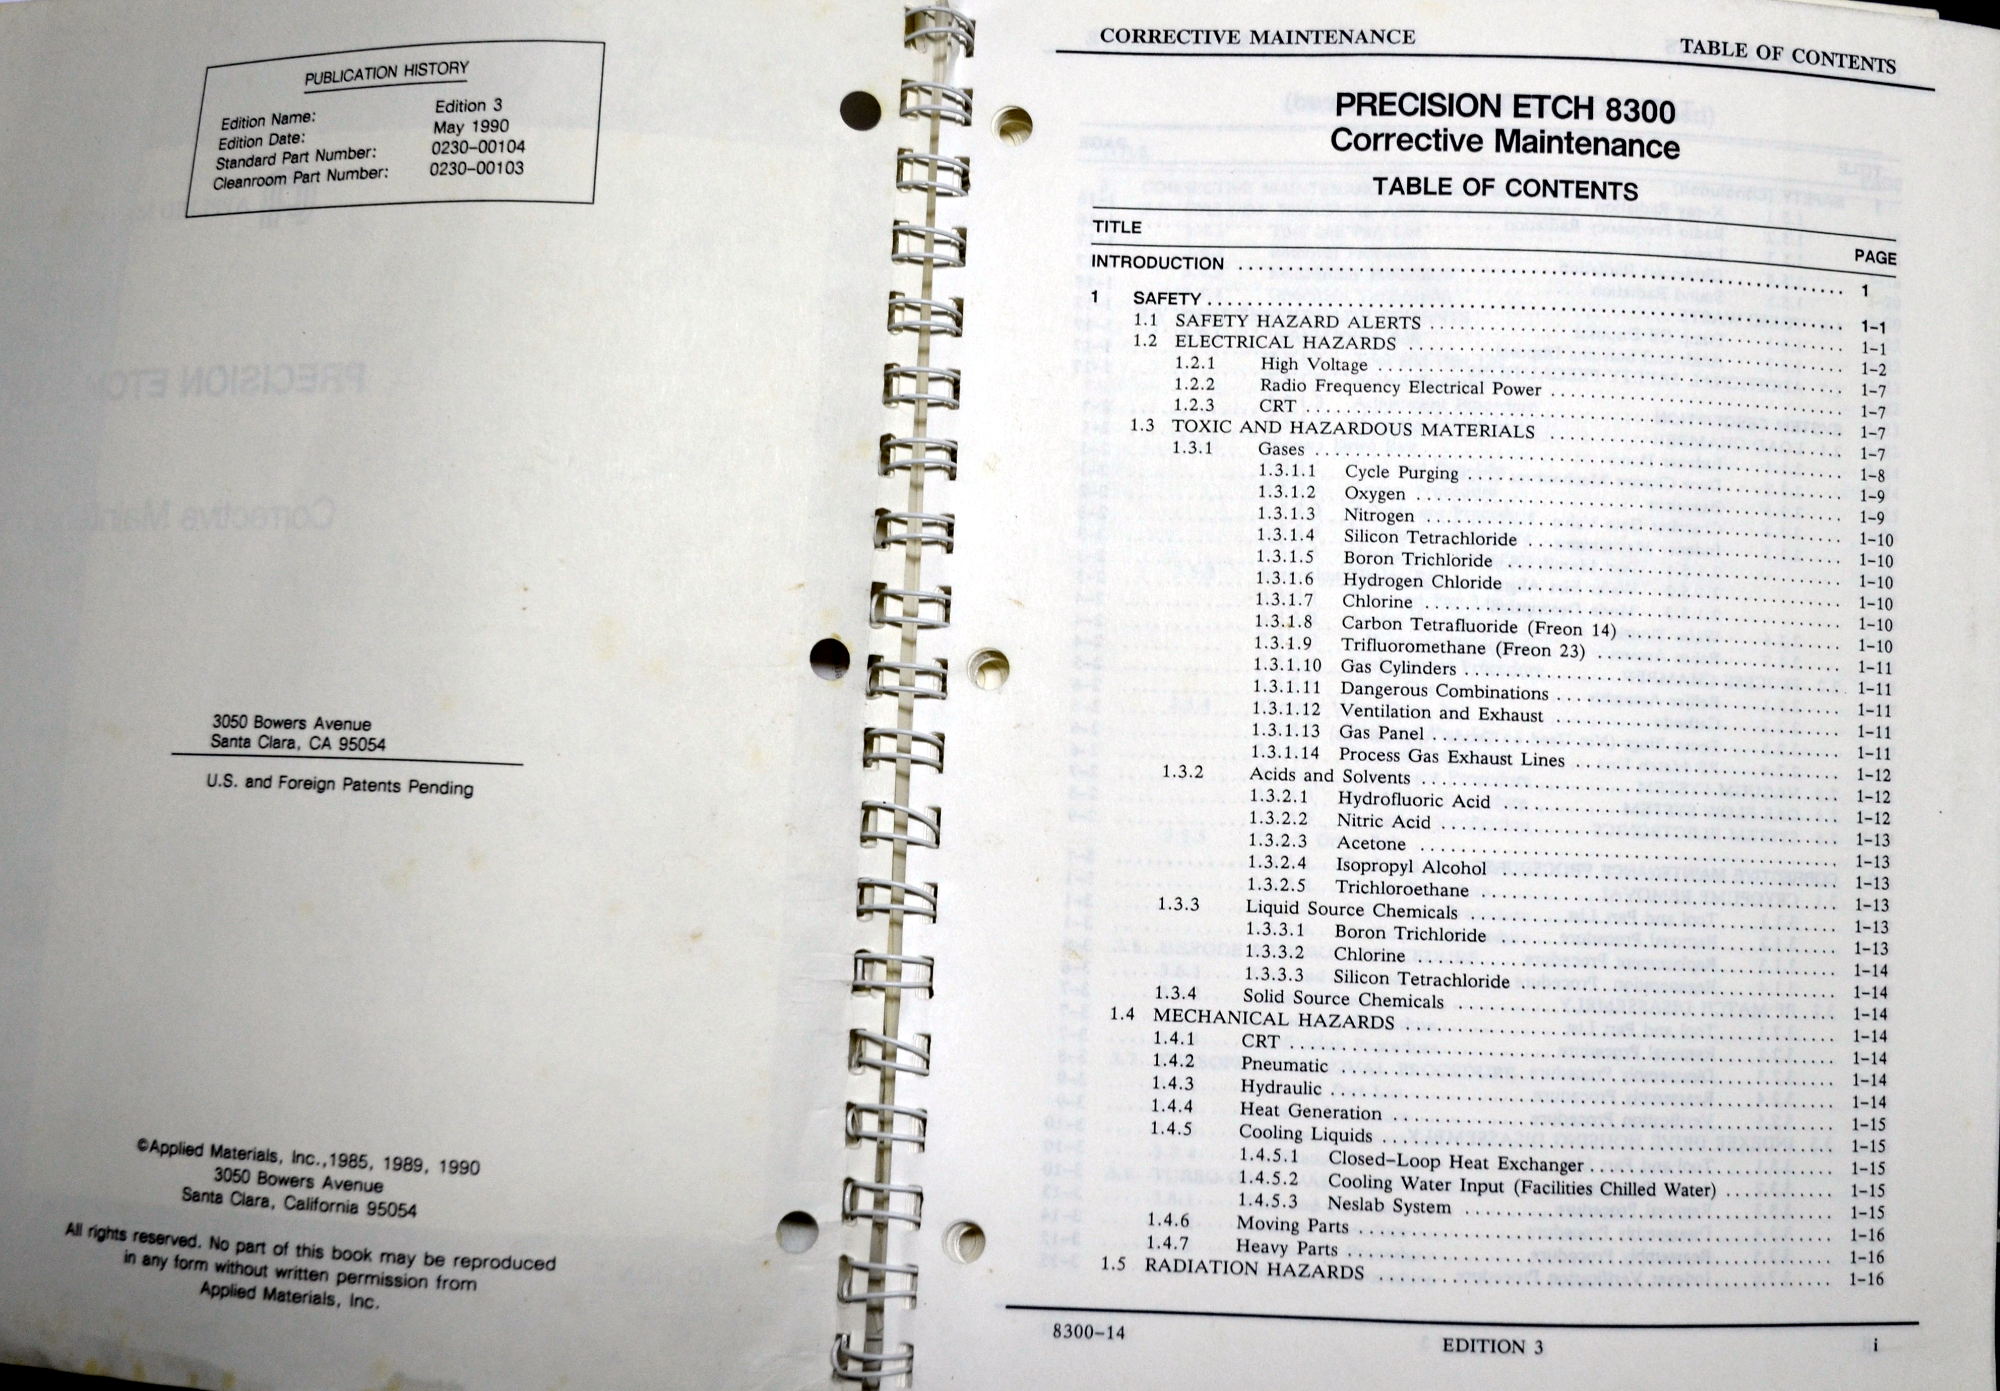 PUBLICATION HISTORY
Edition Name: Edition 3
Edition Date: May 1990
Standard Part Number: 0230-00104
Cleanroom Part Number: 0230-00103
3050 Bowers Avenue
Santa Clara, CA 95054
U.S. and Foreign Patents Pending
©Applied Materials, Inc.,1985, 1989, 1990
3050 Bowers Avenue
Santa Clara, California 95054
All rights reserved. No part of this book may be reproduced
in any form without written permission from
Applied Materials, Inc.
CORRECTIVE MAINTENANCE TABLE OF CONTENTS
PRECISION ETCH 8300
Corrective Maintenance
TABLE OF CONTENTS
TITLE PAGE
INTRODUCTION ........ 1
1 SAFETY ........ 1-1
1.1 SAFETY HAZARD ALERTS ........ 1-1
1.2 ELECTRICAL HAZARDS ........ 1-2
1.2.1 High Voltage ........ 1-7
1.2.2 Radio Frequency Electrical Power ........ 1-7
1.2.3 CRT ........ 1-7
1.3 TOXIC AND HAZARDOUS MATERIALS ........ 1-7
1.3.1 Gases ........ 1-8
1.3.1.1 Cycle Purging ........ 1-9
1.3.1.2 Oxygen ........ 1-9
1.3.1.3 Nitrogen ........ 1-10
1.3.1.4 Silicon Tetrachloride ........ 1-10
1.3.1.5 Boron Trichloride ........ 1-10
1.3.1.6 Hydrogen Chloride ........ 1-10
1.3.1.7 Chlorine ........ 1-10
1.3.1.8 Carbon Tetrafluoride (Freon 14) ........ 1-10
1.3.1.9 Trifluoromethane (Freon 23) ........ 1-11
1.3.1.10 Gas Cylinders ........ 1-11
1.3.1.11 Dangerous Combinations ........ 1-11
1.3.1.12 Ventilation and Exhaust ........ 1-11
1.3.1.13 Gas Panel ........ 1-11
1.3.1.14 Process Gas Exhaust Lines ........ 1-12
1.3.2 Acids and Solvents ........ 1-12
1.3.2.1 Hydrofluoric Acid ........ 1-12
1.3.2.2 Nitric Acid ........ 1-13
1.3.2.3 Acetone ........ 1-13
1.3.2.4 Isopropyl Alcohol ........ 1-13
1.3.2.5 Trichloroethane ........ 1-13
1.3.3 Liquid Source Chemicals ........ 1-13
1.3.3.1 Boron Trichloride ........ 1-13
1.3.3.2 Chlorine ........ 1-14
1.3.3.3 Silicon Tetrachloride ........ 1-14
1.3.4 Solid Source Chemicals ........ 1-14
1.4 MECHANICAL HAZARDS ........ 1-14
1.4.1 CRT ........ 1-14
1.4.2 Pneumatic ........ 1-14
1.4.3 Hydraulic ........ 1-14
1.4.4 Heat Generation ........ 1-15
1.4.5 Cooling Liquids ........ 1-15
1.4.5.1 Closed-Loop Heat Exchanger ........ 1-15
1.4.5.2 Cooling Water Input (Facilities Chilled Water) ........ 1-15
1.4.5.3 Neslab System ........ 1-15
1.4.6 Moving Parts ........ 1-16
1.4.7 Heavy Parts ........ 1-16
1.5 RADIATION HAZARDS ........ 1-16
8300-14 EDITION 3 i